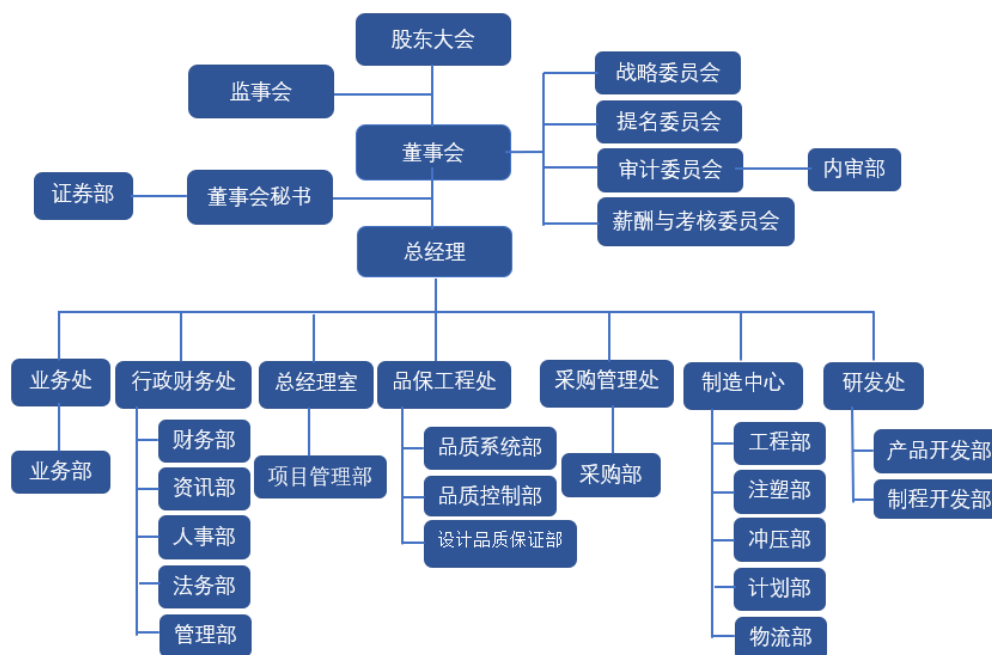 股东大会
监事会
战略委员会
提名委员会
董事会
审计委员会
内审部
证券部
董事会秘书
薪酬与考核委员会
总经理
业务处
行政财务处
总经理室
品保工程处
采购管理处
制造中心
研发处
业务部
财务部
资讯部
人事部
法务部
管理部
项目管理部
品质系统部
品质控制部
设计品质保证部
采购部
工程部
注塑部
冲压部
计划部
物流部
产品开发部
制程开发部